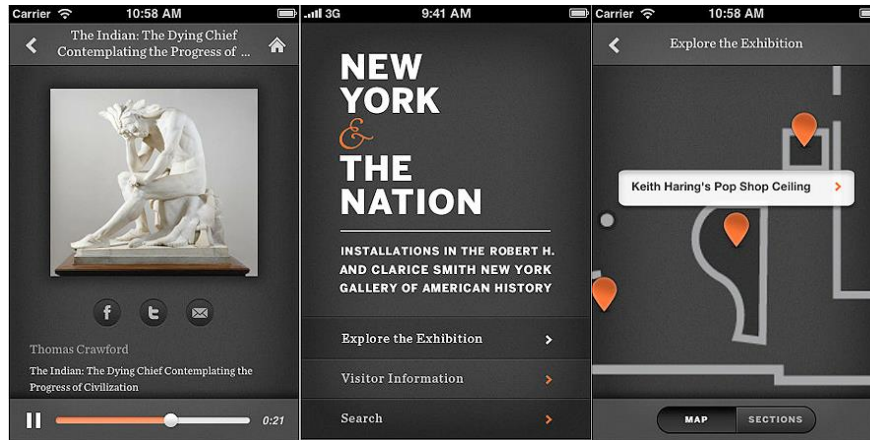 Carrier 10:58 AM
The Indian: The Dying Chief
Contemplating the Progress of ...
f t
Thomas Crawford
The Indian: The Dying Chief Contemplating the
Progress of Civilization
0:21
3G 9:41 AM
NEW
YORK
&
THE
NATION
INSTALLATIONS IN THE ROBERT H.
AND CLARICE SMITH NEW YORK
GALLERY OF AMERICAN HISTORY
Explore the Exhibition
Visitor Information
Search
Carrier 10:58 AM
Explore the Exhibition
Keith Haring's Pop Shop Ceiling
MAP SECTIONS